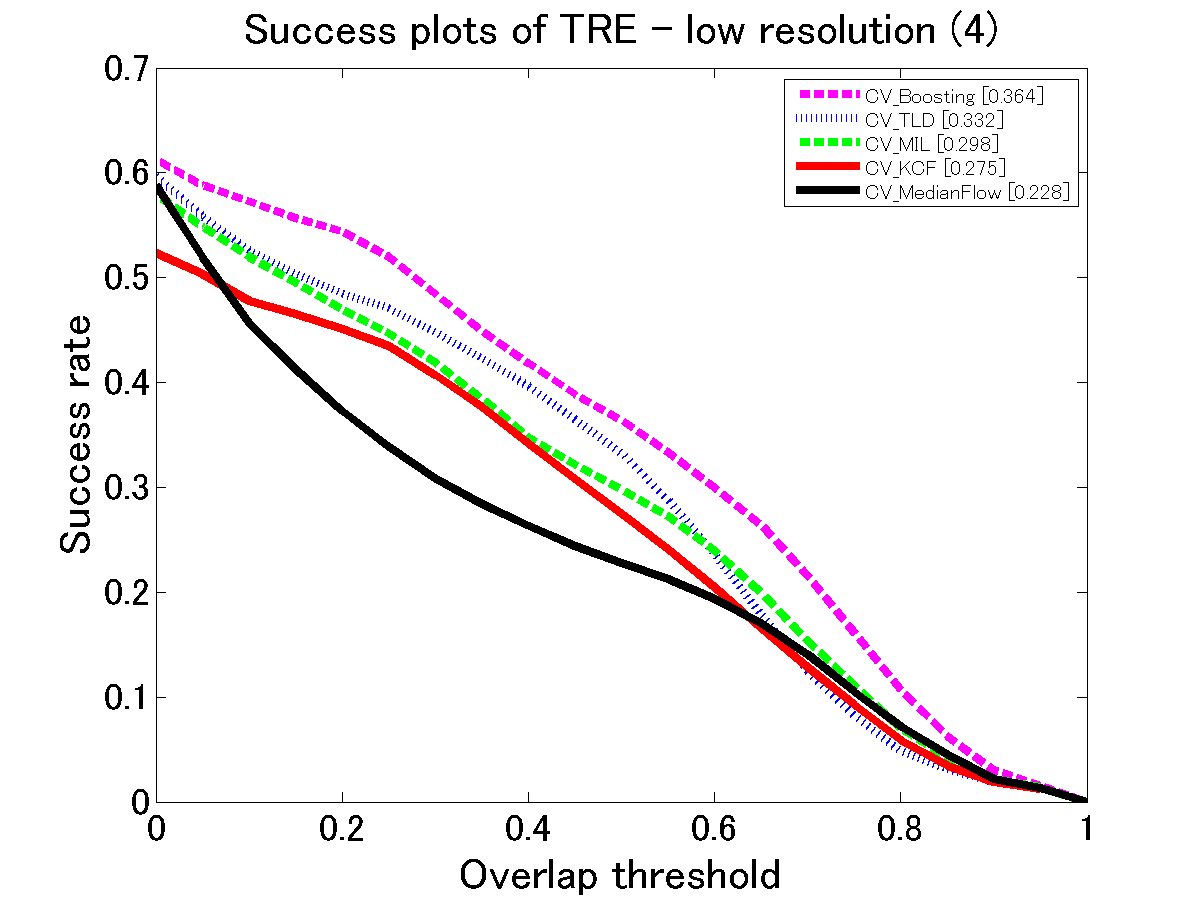 Success plots of TRE − low resolution (4)
0.7
0.6
0.5
0.4
0.3
0.2
0.1
0
Success rate
CV_Boosting [0.364]
CV_TLD [0.332]
CV_MIL [0.298]
CV_KCF [0.275]
CV_MedianFlow [0.228]
0 0.2 0.4 0.6 0.8 1
Overlap threshold